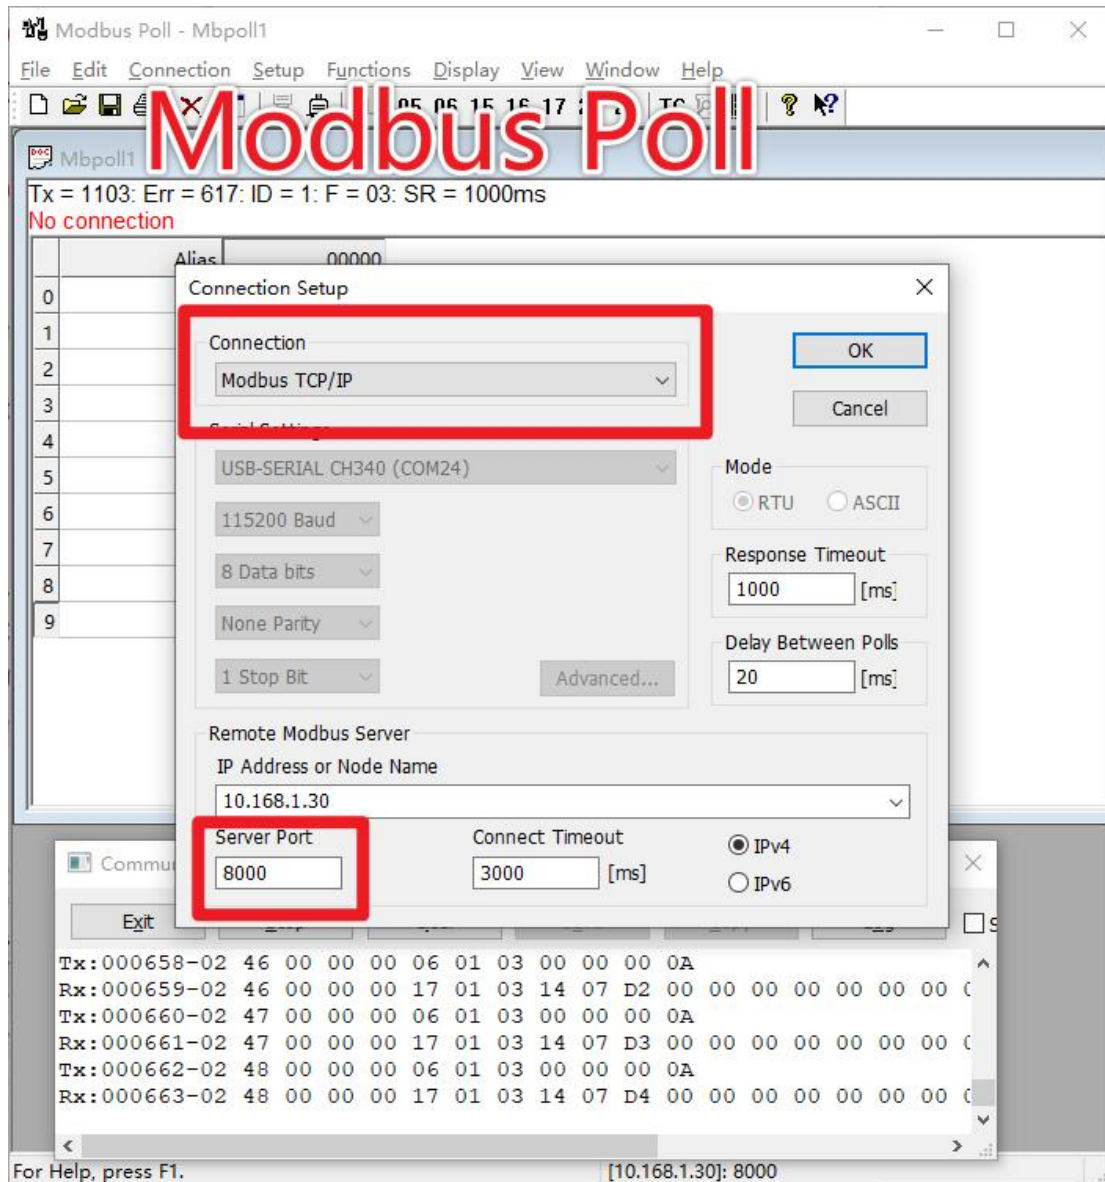 Modbus Poll - Mbpoll1
File Edit Connection Setup Functions Display View Window Help
05 06 15 16 17
Modbus Poll
Mbpoll1
Tx = 1103: Err = 617: ID = 1: F = 03: SR = 1000ms
No connection
Alias 00000
0
1
2
3
4
5
6
7
8
9
Connection Setup
Connection
Modbus TCP/IP
OK
Cancel
Serial Settings
USB-SERIAL CH340 (COM24)
115200 Baud
8 Data bits
None Parity
1 Stop Bit
Advanced...
Mode
RTU ASCII
Response Timeout
1000 [ms]
Delay Between Polls
20 [ms]
Remote Modbus Server
IP Address or Node Name
10.168.1.30
Server Port
8000
Connect Timeout
3000 [ms]
IPv4
IPv6
Commu
Exit
Tx:000658-02 46 00 00 00 06 01 03 00 00 00 0A
Rx:000659-02 46 00 00 00 17 01 03 14 07 D2 00 00 00 00 00 00 00
Tx:000660-02 47 00 00 00 06 01 03 00 00 00 0A
Rx:000661-02 47 00 00 00 17 01 03 14 07 D3 00 00 00 00 00 00 00
Tx:000662-02 48 00 00 00 06 01 03 00 00 00 0A
Rx:000663-02 48 00 00 00 17 01 03 14 07 D4 00 00 00 00 00 00 00
For Help, press F1.
[10.168.1.30]: 8000